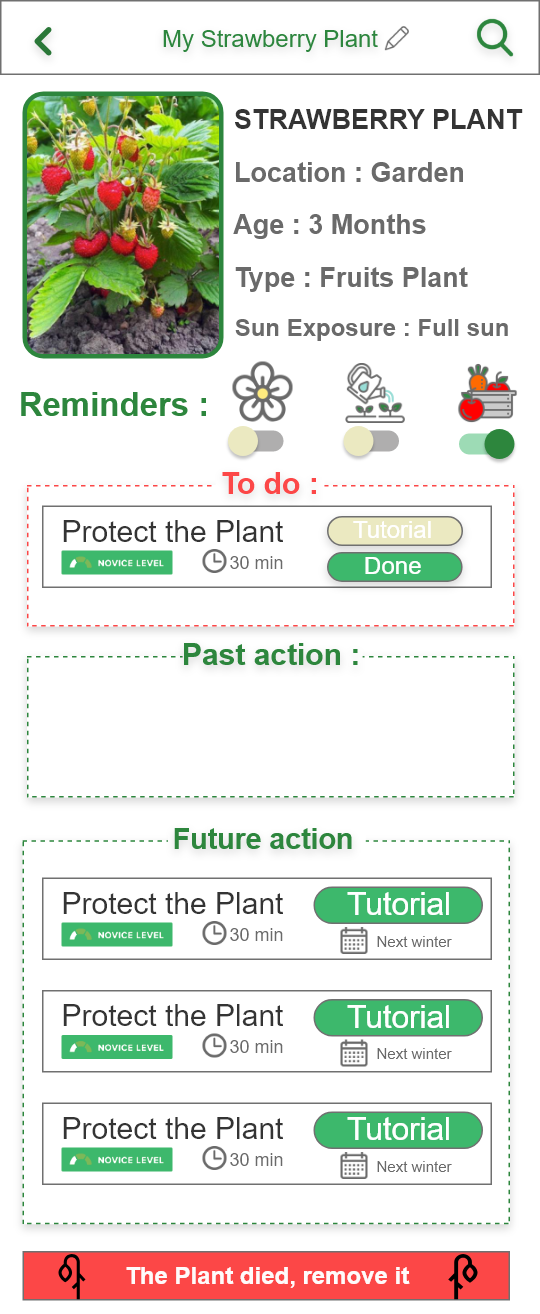 My Strawberry Plant
STRAWBERRY PLANT
Location : Garden
Age : 3 Months
Type : Fruits Plant
Sun Exposure : Full sun
Reminders :
To do :
Protect the Plant
Tutorial
NOVICE LEVEL
30 min
Done
Past action :
Future action
Protect the Plant
Tutorial
NOVICE LEVEL
30 min
Next winter
Protect the Plant
Tutorial
NOVICE LEVEL
30 min
Next winter
Protect the Plant
Tutorial
NOVICE LEVEL
30 min
Next winter
The Plant died, remove it